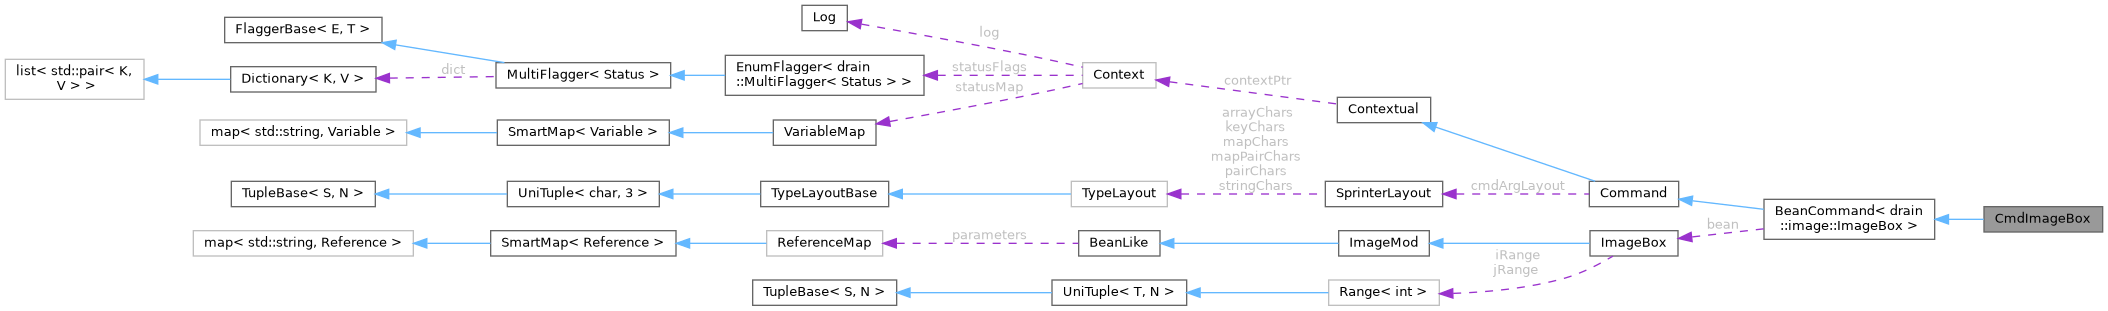 Log
FlaggerBase< E, T >
log
list< std::pair< K,
V > >
Dictionary< K, V >
dict
MultiFlagger< Status >
EnumFlagger< drain
::MultiFlagger< Status > >
statusFlags
statusMap
Context
contextPtr
Contextual
map< std::string, Variable >
SmartMap< Variable >
VariableMap
arrayChars
keyChars
mapChars
mapPairChars
pairChars
stringChars
TupleBase< S, N >
UniTuple< char, 3 >
TypeLayoutBase
TypeLayout
SprinterLayout
cmdArgLayout
Command
BeanCommand< drain
::image::ImageBox >
CmdImageBox
bean
map< std::string, Reference >
SmartMap< Reference >
ReferenceMap
parameters
BeanLike
ImageMod
ImageBox
iRange
jRange
TupleBase< S, N >
UniTuple< T, N >
Range< int >